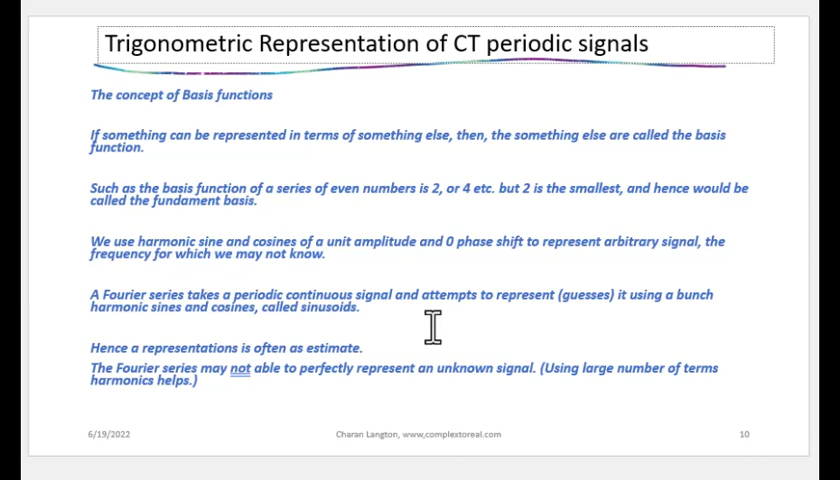 Trigonometric Representation of CT periodic signals
The concept of Basis functions
If something can be represented in terms of something else, then, the something else are called the basis
function.
Such as the basis function of a series of even numbers is 2, or 4 etc. but 2 is the smallest, and hence would be
called the fundament basis.
We use harmonic sine and cosines of a unit amplitude and 0 phase shift to represent arbitrary signal, the
frequency for which we may not know.
A Fourier series takes a periodic continuous signal and attempts to represent (guesses) it using a bunch
harmonic sines and cosines, called sinusoids.
Hence a representations is often as estimate.
The Fourier series may not able to perfectly represent an unknown signal. (Using large number of terms
harmonics helps.)
6/19/2022
Charan Langton, www,complextoreal.com
10